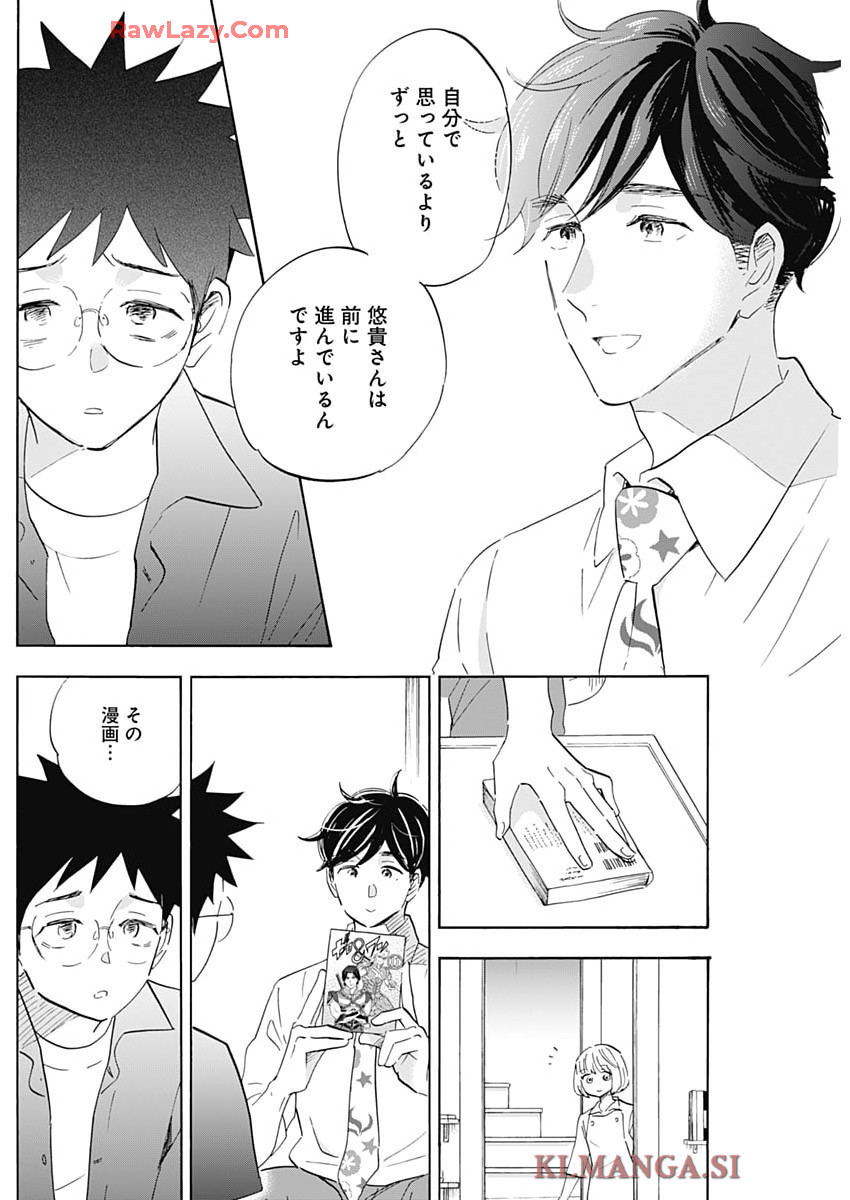 RawLazy.Com
自分で
思っているより
ずっと
悠貴さんは
前に
進んでいるん
ですよ
その
漫画…
KLMANGA.SI